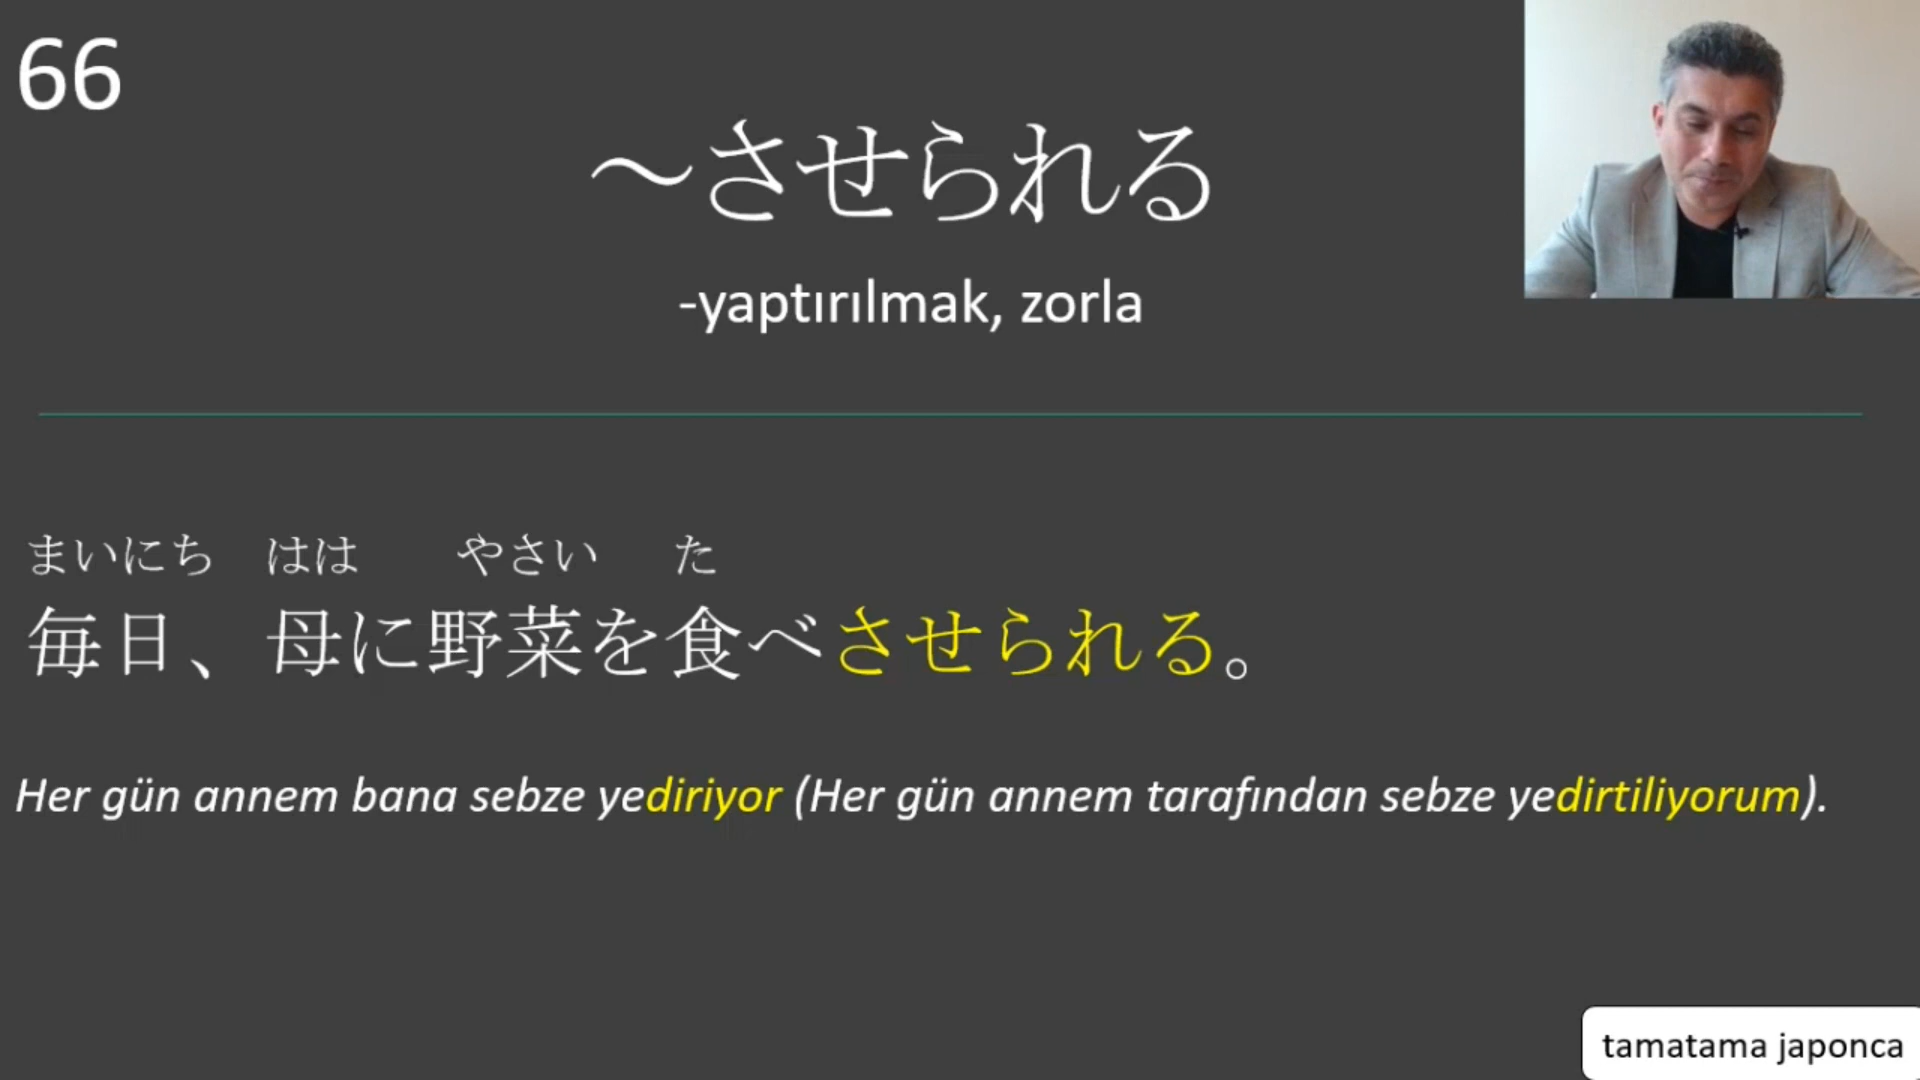 66
～させられる
-yaptırılmak, zorla
まいにち はは やさい た
毎日、母に野菜を食べさせられる。
Her gün annem bana sebze yediriyor (Her gün annem tarafından sebze yedirtiliyorum).
tamatama japonca